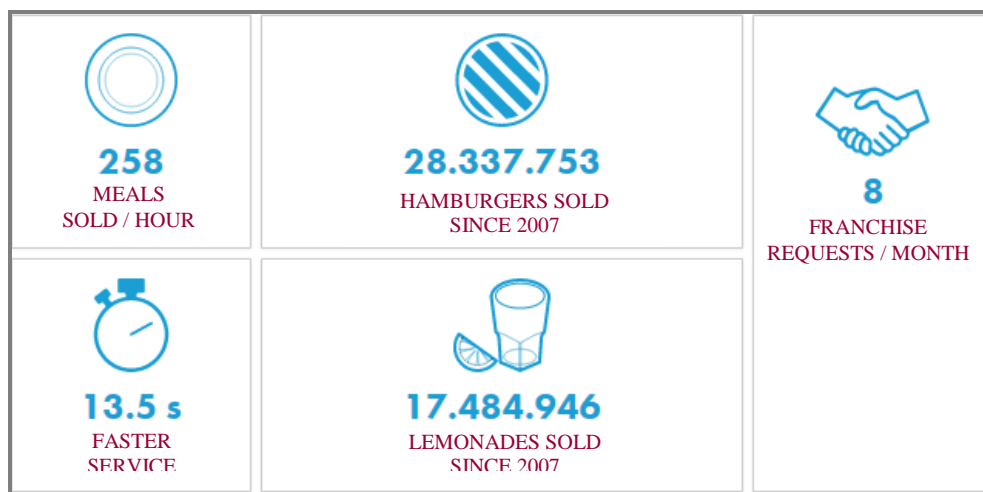 258
MEALS
SOLD / HOUR
28.337.753
HAMBURGERS SOLD
SINCE 2007
8
FRANCHISE
REQUESTS / MONTH
13.5 s
FASTER
SERVICE
17.484.946
LEMONADES SOLD
SINCE 2007